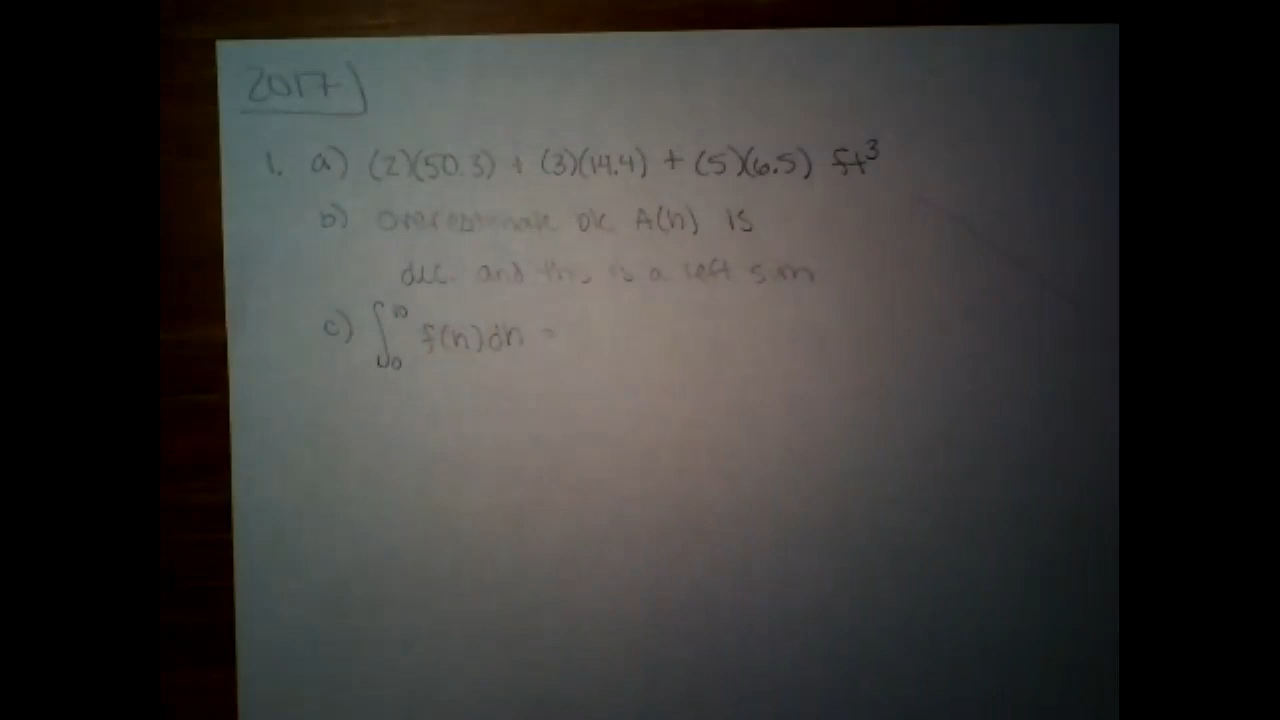 2017)
1. a) (2)(50.3) + (3)(14.4) + (5)(6.5) ft³
b) overestimate bc A(h) is
dec. and this is a left sum
c) ∫₀¹⁰ f(h)dh =